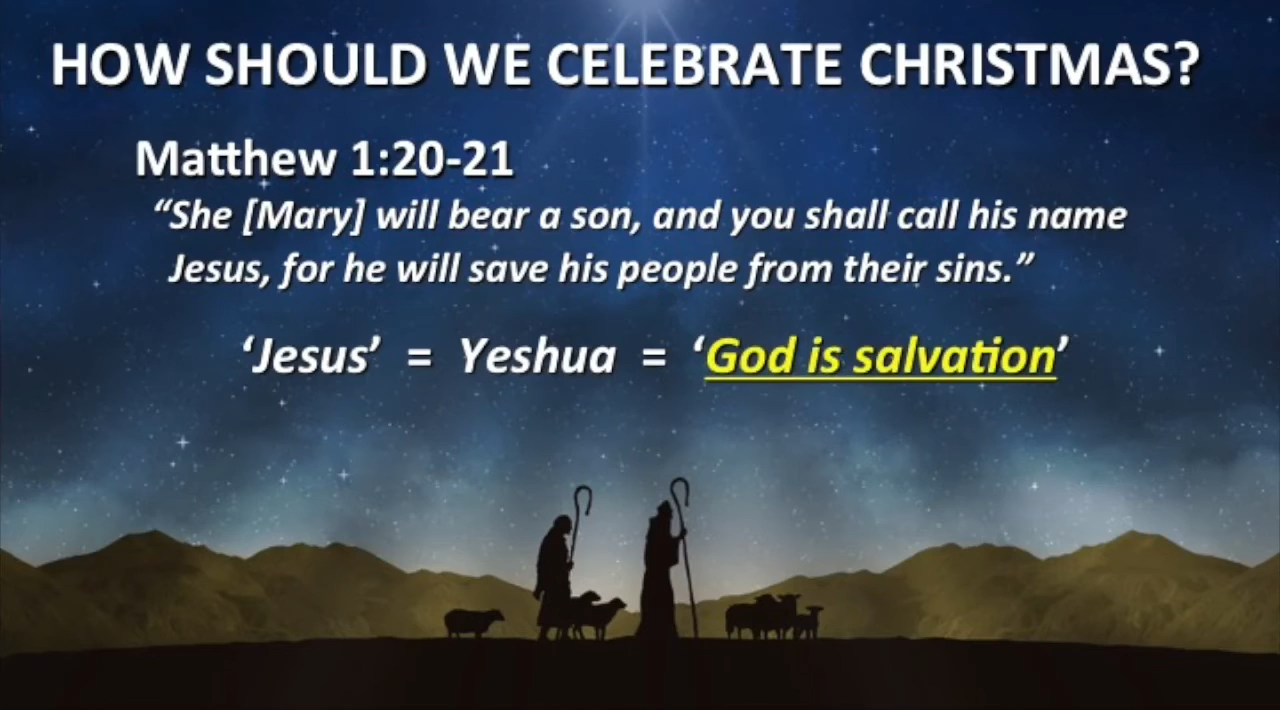 HOW SHOULD WE CELEBRATE CHRISTMAS?
Matthew 1:20-21
“She [Mary] will bear a son, and you shall call his name
Jesus, for he will save his people from their sins.”
‘Jesus’ = Yeshua = ‘God is salvation’